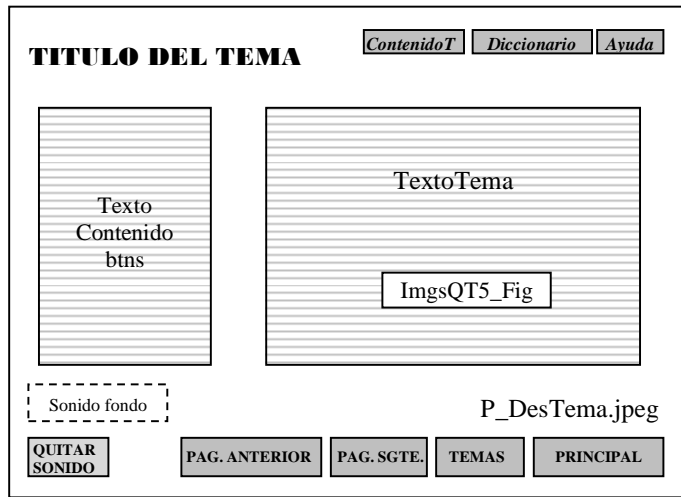 TITULO DEL TEMA
ContenidoT
Diccionario
Ayuda
Texto
Contenido
btns
TextoTema
ImgsQT5_Fig
Sonido fondo
P_DesTema.jpeg
QUITAR
SONIDO
PAG. ANTERIOR
PAG. SGTE.
TEMAS
PRINCIPAL